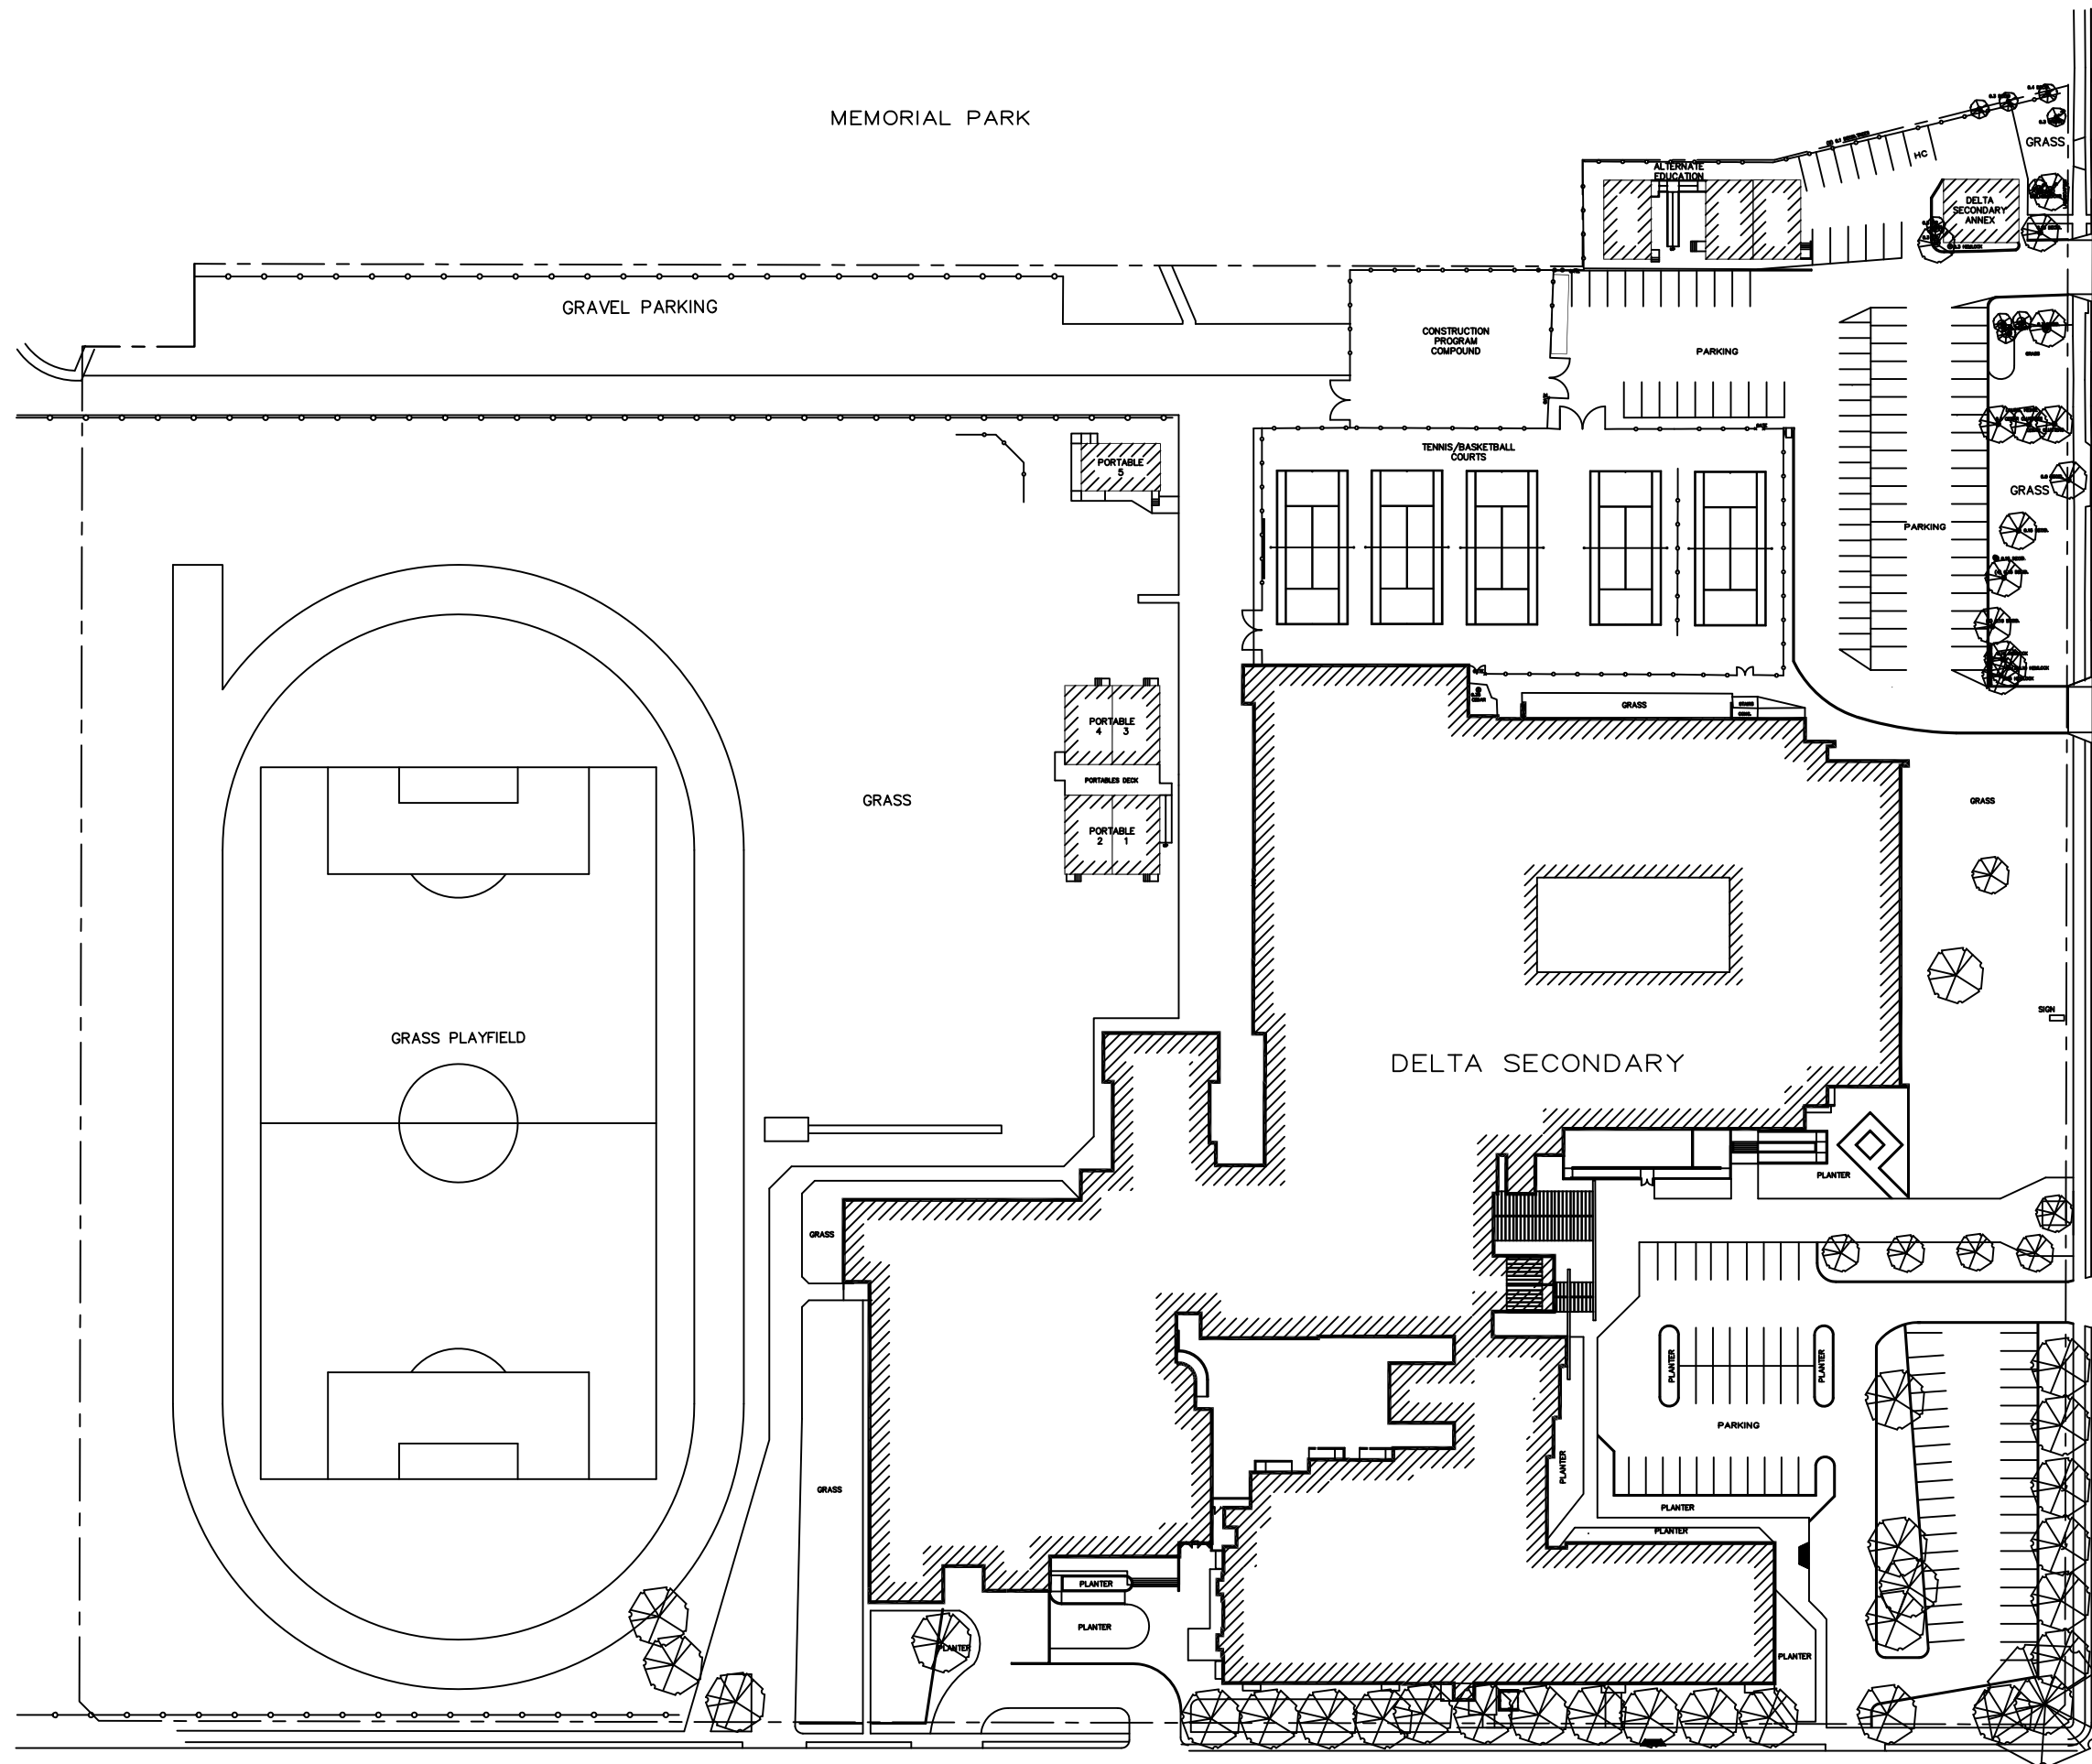 MEMORIAL PARK
GRASS
HC
ALTERNATE
EDUCATION
DELTA
SECONDARY
ANNEX
GRAVEL PARKING
CONSTRUCTION
PROGRAM
COMPOUND
PARKING
GRASS
TENNIS/BASKETBALL
COURTS
PORTABLE
5
GRASS
PARKING
GRASS
PORTABLE
4 3
PORTABLES DECK
PORTABLE
2 1
GRASS
GRASS
SIGN
GRASS PLAYFIELD
DELTA SECONDARY
PLANTER
GRASS
PLANTER
PLANTER
PARKING
PLANTER
GRASS
PLANTER
PLANTER
PLANTER
PLANTER
PLANTER
PLANTER